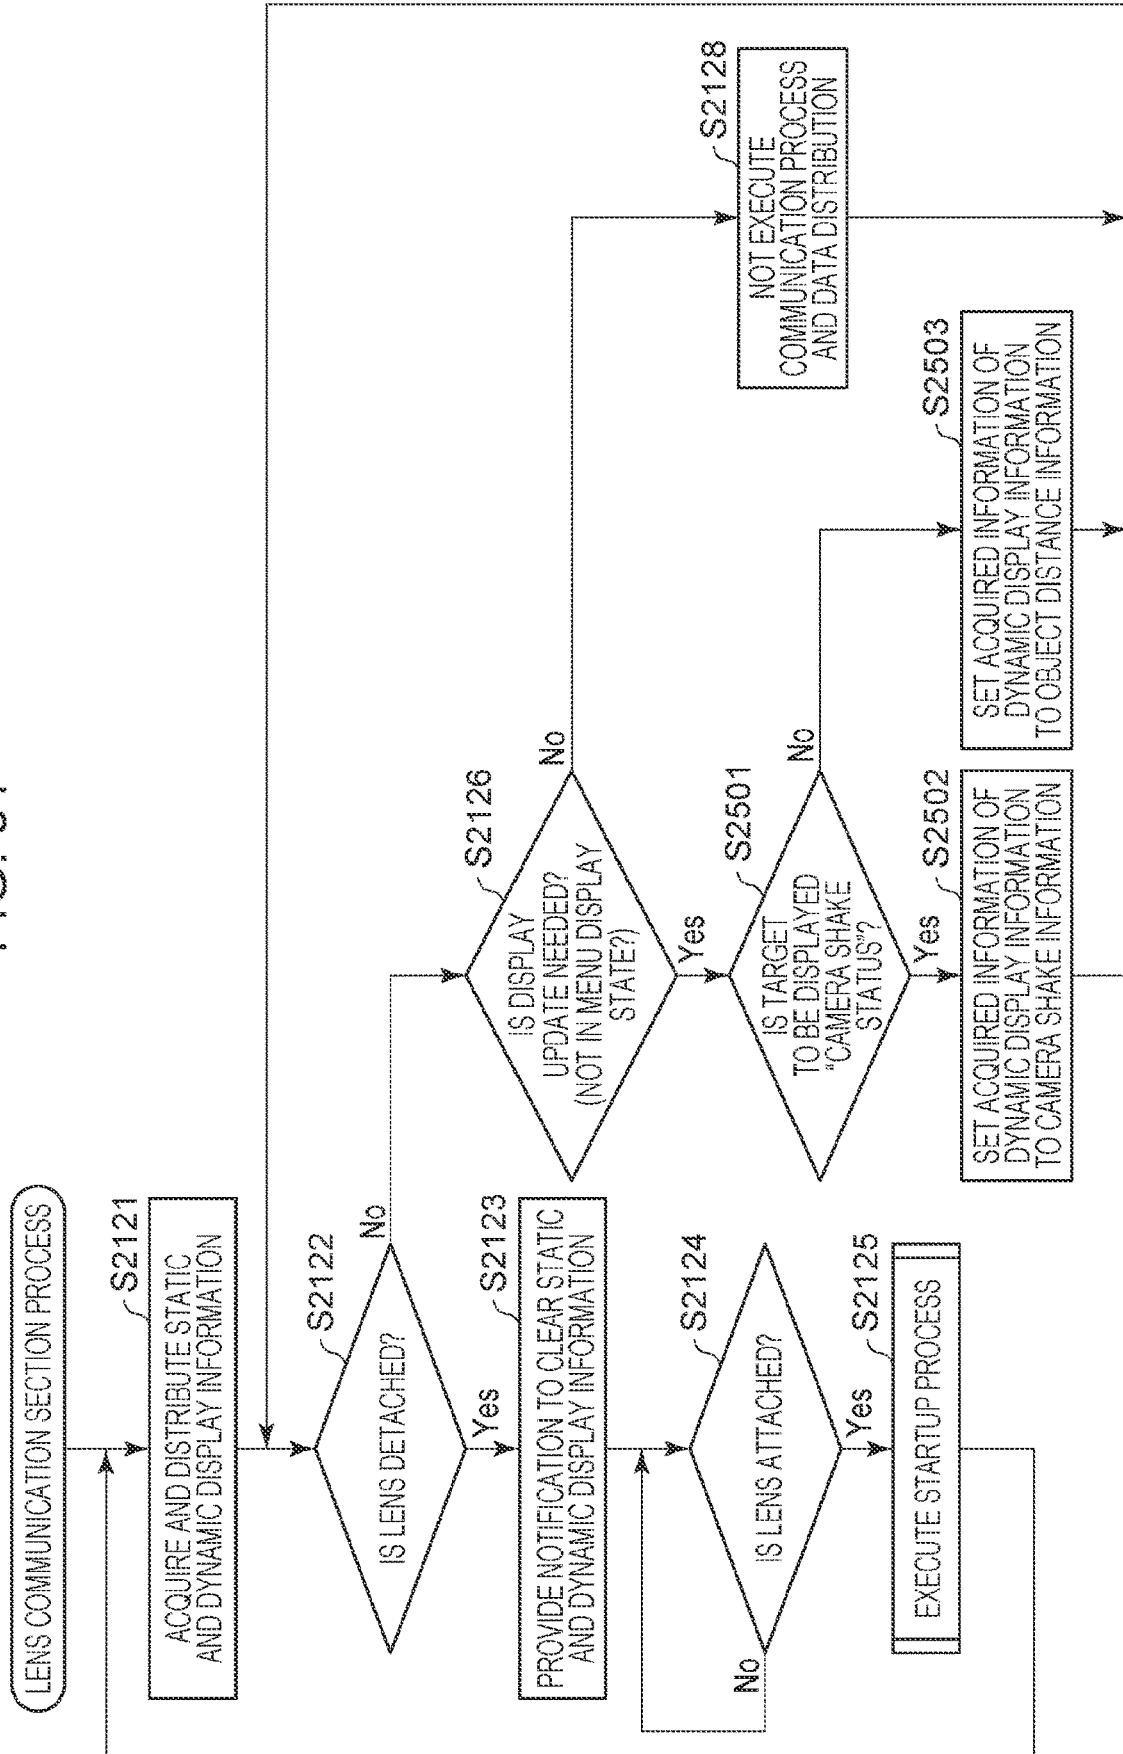 LENS COMMUNICATION SECTION PROCESS
S2121
ACQUIRE AND DISTRIBUTE STATIC
AND DYNAMIC DISPLAY INFORMATION
S2122
IS LENS DETACHED?
No
Yes
S2123
PROVIDE NOTIFICATION TO CLEAR STATIC
AND DYNAMIC DISPLAY INFORMATION
S2124
IS LENS ATTACHED?
No
Yes
S2125
EXECUTE STARTUP PROCESS
S2126
IS DISPLAY
UPDATE NEEDED?
(NOT IN MENU DISPLAY
STATE?)
No
Yes
S2501
IS TARGET
TO BE DISPLAYED
"CAMERA SHAKE
STATUS"?
No
Yes
S2502
SET ACQUIRED INFORMATION OF
DYNAMIC DISPLAY INFORMATION
TO CAMERA SHAKE INFORMATION
S2503
SET ACQUIRED INFORMATION OF
DYNAMIC DISPLAY INFORMATION
TO OBJECT DISTANCE INFORMATION
S2128
NOT EXECUTE
COMMUNICATION PROCESS
AND DATA DISTRIBUTION